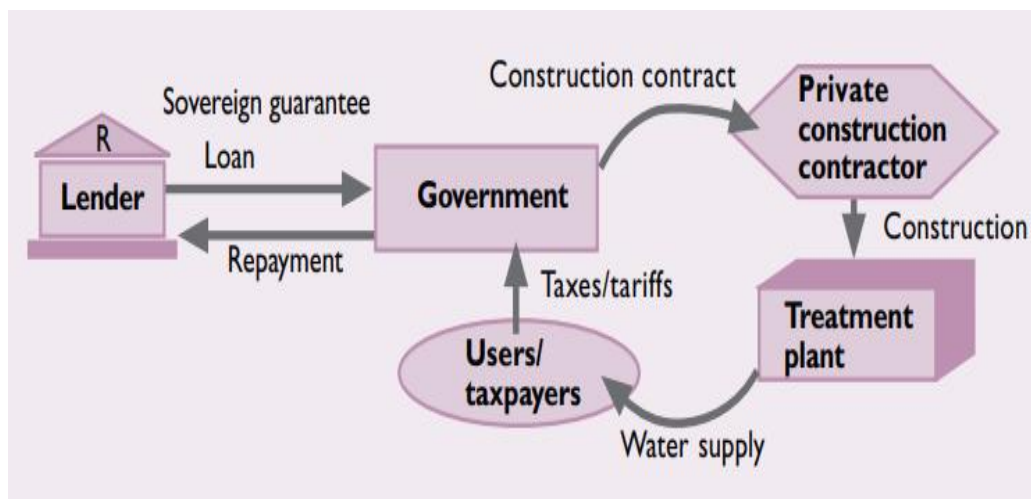 Sovereign guarantee
Loan
R
Lender
Repayment
Government
Construction contract
Private
construction
contractor
Construction
Treatment
plant
Water supply
Users/
taxpayers
Taxes/tariffs